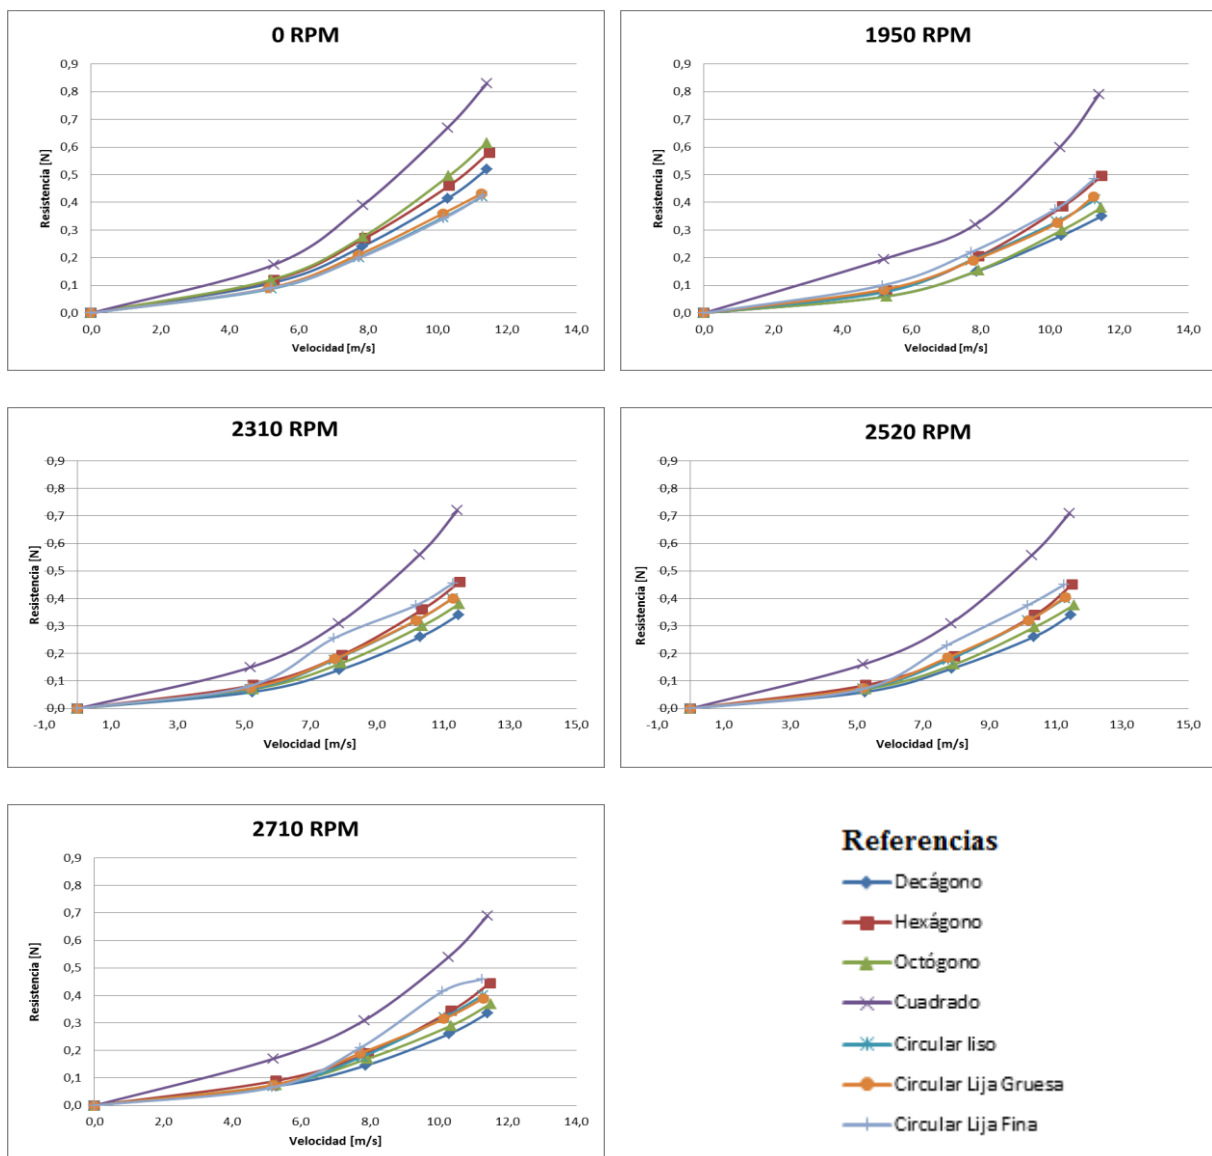 0 RPM
Resistencia [N]
0,9
0,8
0,7
0,6
0,5
0,4
0,3
0,2
0,1
0,0
0,0 2,0 4,0 6,0 8,0 10,0 12,0 14,0
Velocidad [m/s]
1950 RPM
Resistencia [N]
0,9
0,8
0,7
0,6
0,5
0,4
0,3
0,2
0,1
0,0
0,0 2,0 4,0 6,0 8,0 10,0 12,0 14,0
Velocidad [m/s]
2310 RPM
Resistencia [N]
0,9
0,8
0,7
0,6
0,5
0,4
0,3
0,2
0,1
0,0
-1,0 1,0 3,0 5,0 7,0 9,0 11,0 13,0 15,0
Velocidad [m/s]
2520 RPM
Resistencia [N]
0,9
0,8
0,7
0,6
0,5
0,4
0,3
0,2
0,1
0,0
-1,0 1,0 3,0 5,0 7,0 9,0 11,0 13,0 15,0
Velocidad [m/s]
2710 RPM
Resistencia [N]
0,9
0,8
0,7
0,6
0,5
0,4
0,3
0,2
0,1
0,0
0,0 2,0 4,0 6,0 8,0 10,0 12,0 14,0
Velocidad [m/s]
Referencias
Decágono
Hexágono
Octógono
Cuadrado
Circular liso
Circular Lija Gruesa
Circular Lija Fina